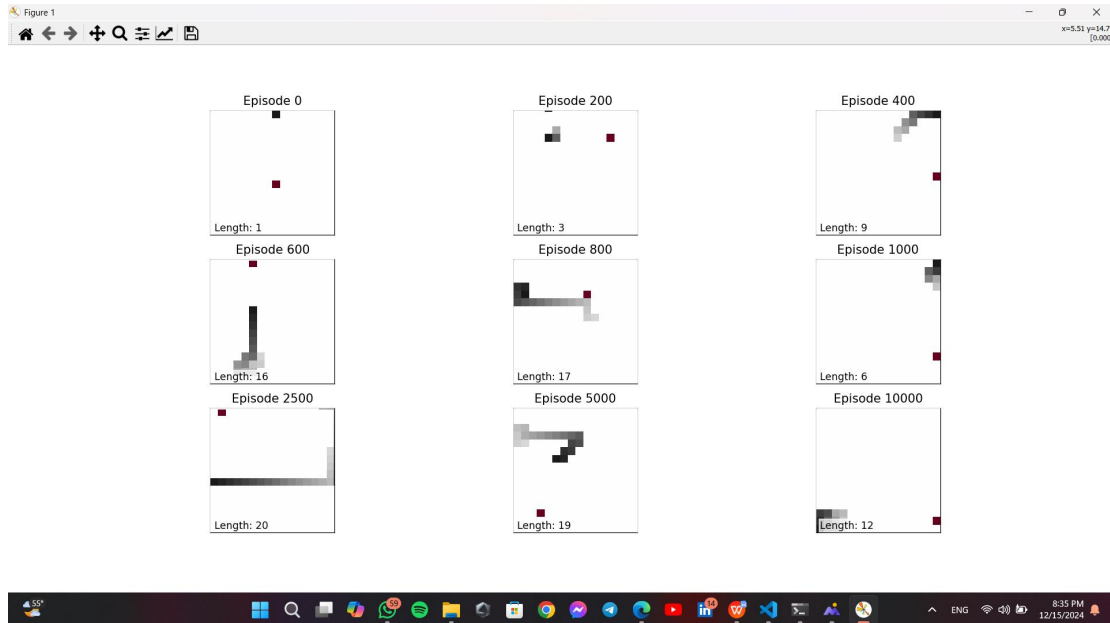 Figure 1
x=5.51 y=14.7
[0.000
Episode 0
Episode 200
Episode 400
Length: 1
Length: 3
Length: 9
Episode 600
Episode 800
Episode 1000
Length: 16
Length: 17
Length: 6
Episode 2500
Episode 5000
Episode 10000
Length: 20
Length: 19
Length: 12
55°
59
14
ENG
8:35 PM
12/15/2024